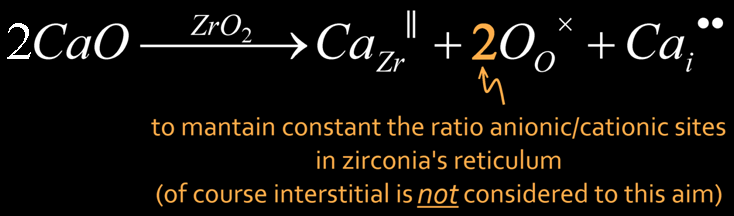 2CaO ZrO₂ → Ca_Zr^‖ + 2O_O^× + Ca_i^••
to mantain constant the ratio anionic/cationic sites
in zirconia's reticulum
(of course interstitial is not considered to this aim)